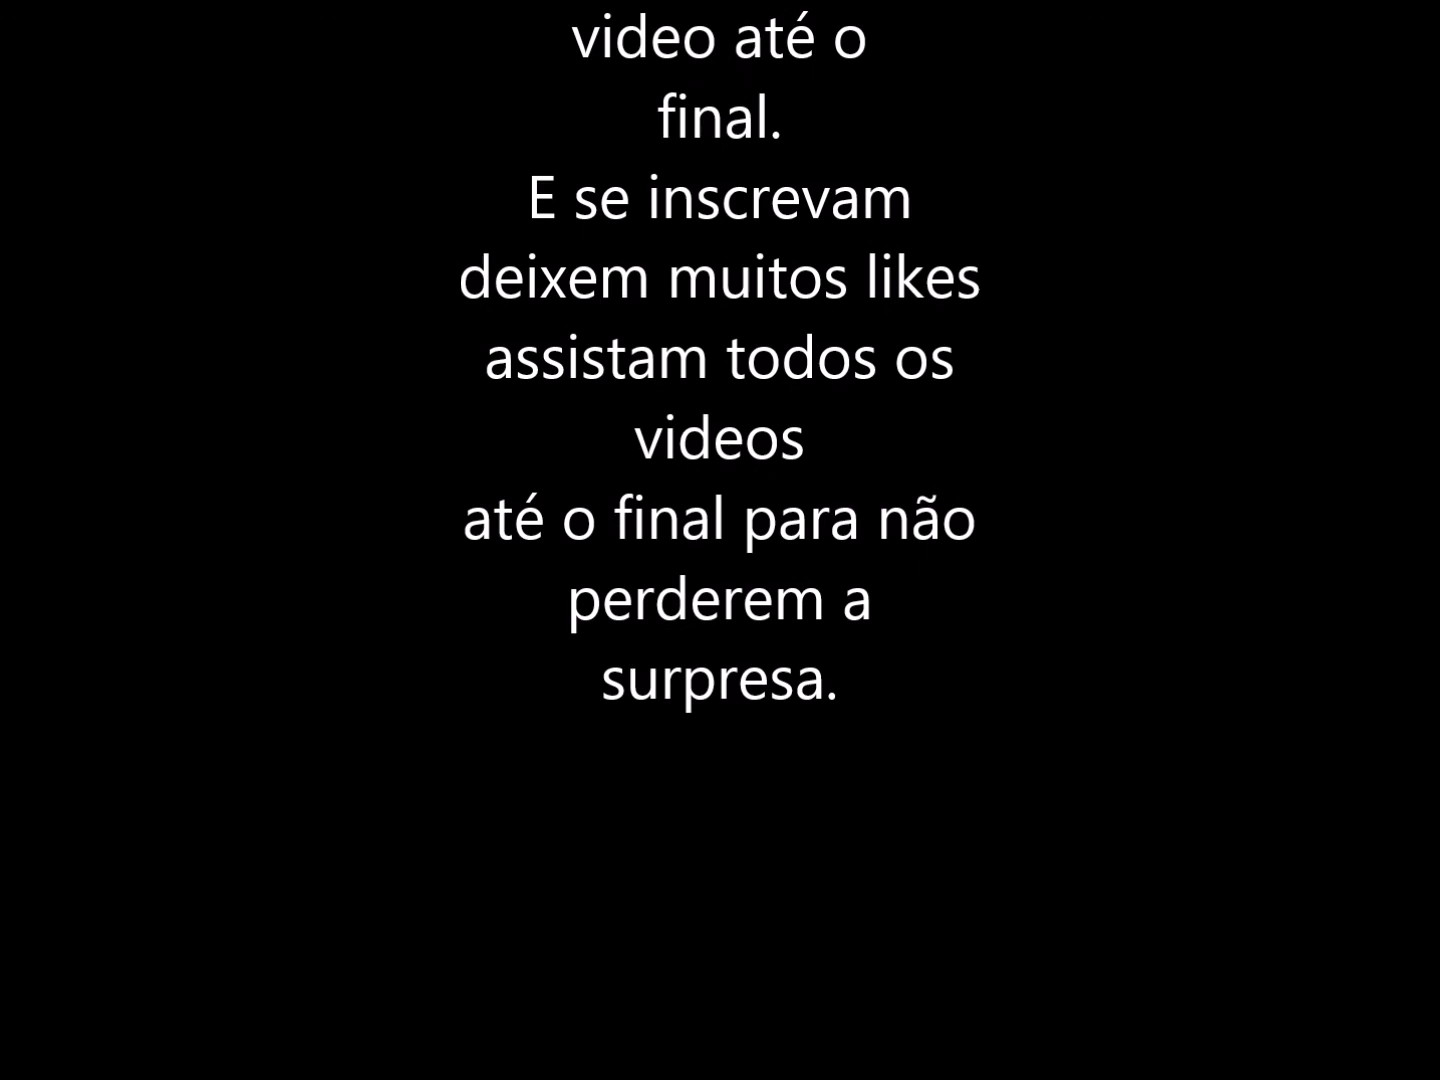 video até o
final.
E se inscrevam
deixem muitos likes
assistam todos os
videos
até o final para não
perderem a
surpresa.